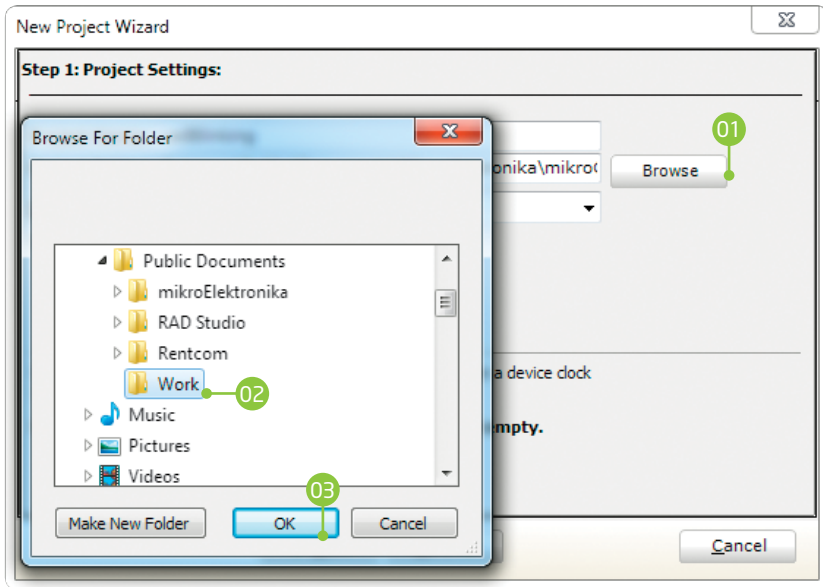 New Project Wizard
Step 1: Project Settings:
01
Browse For Folder
onika\mikro
Browse
Public Documents
mikroElektronika
RAD Studio
Rentcom
Work
02
a device clock
Music
empty.
Pictures
Videos
03
Make New Folder
OK
Cancel
Cancel